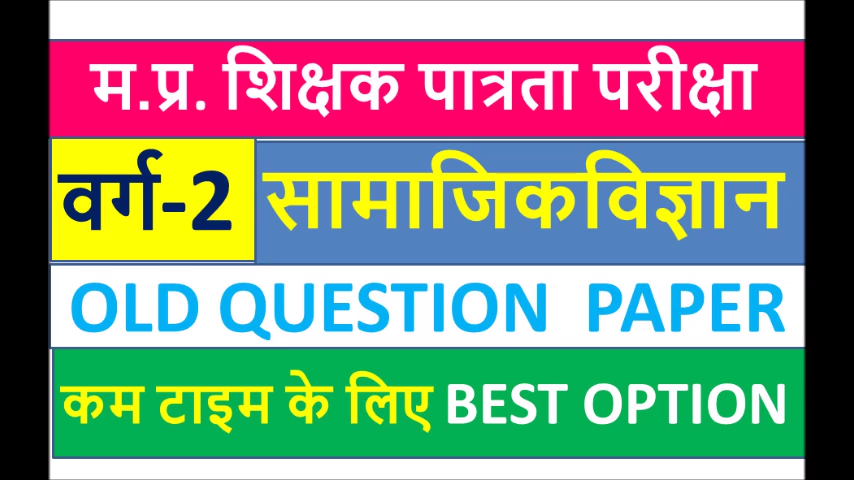 म.प्र. शिक्षक पात्रता परीक्षा
वर्ग-2 सामाजिकविज्ञान
OLD QUESTION PAPER
कम टाइम के लिए BEST OPTION